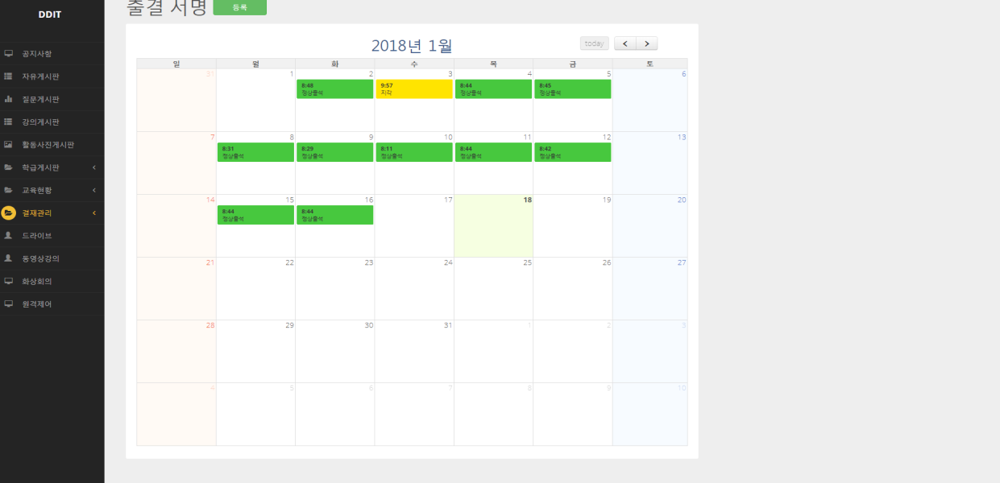 DDIT
공지사항
자유게시판
질문게시판
강의게시판
활동사진게시판
학급게시판
교육현황
결재관리
드라이브
동영상강의
화상회의
원격제어
출결 서명 등록
2018년 1월 today
일 월 화 수 목 금 토
31 1 2 3 4 5 6
8:48 9:57 8:44 8:45
정상출석 지각 정상출석 정상출석
7 8 9 10 11 12 13
8:31 8:29 8:11 8:44 8:42
정상출석 정상출석 정상출석 정상출석 정상출석
14 15 16 17 18 19 20
8:44 8:44
정상출석 정상출석
21 22 23 24 25 26 27
28 29 30 31 1 2 3
4 5 6 7 8 9 10